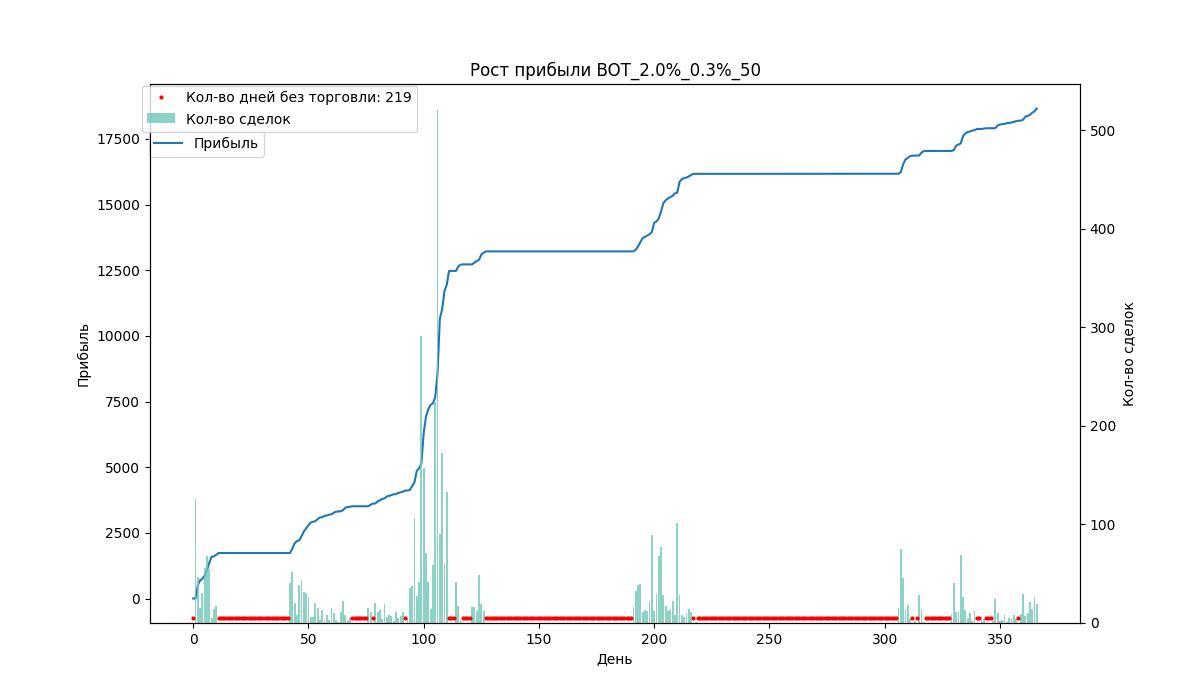 Рост прибыли BOT_2.0%_0.3%_50
Кол-во дней без торговли: 219
Кол-во сделок
Прибыль
17500
15000
12500
10000
7500
5000
2500
0
Прибыль
500
400
300
200
100
0
Кол-во сделок
0 50 100 150 200 250 300 350
День